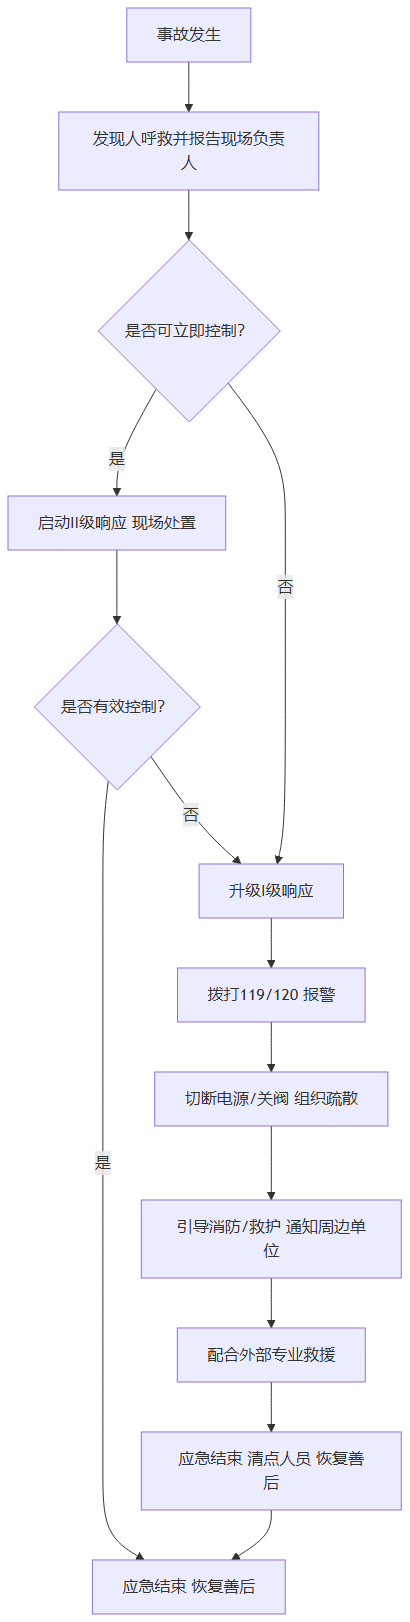 事故发生
发现人呼救并报告现场负责
人
是否可立即控制?
是
启动II级响应 现场处置
否
是否有效控制?
否
升级I级响应
拨打119/120 报警
切断电源/关阀 组织疏散
是
引导消防/救护 通知周边单
位
配合外部专业救援
应急结束 清点人员 恢复善
后
应急结束 恢复善后